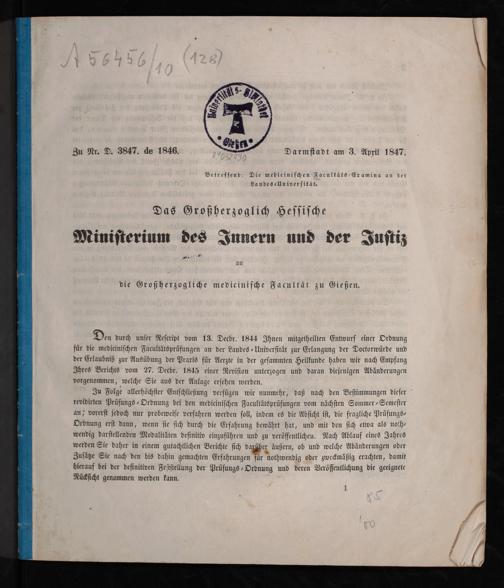 A 56456/10 (128)
Universitäts-Bibliothek
Gießen
Zu Nr. D. 3847. de 1846.
Darmstadt am 3. April 1847.
Betreffend: Die medicinischen Facultäts-Examina an der
Landes-Universität.
Das Großherzoglich Hessische
Ministerium des Innern und der Justiz
an
die Großherzogliche medicinische Facultät zu Gießen.
Den durch unser Rescript vom 13. Decbr. 1844 Ihnen mitgetheilten Entwurf einer Ordnung
für die medicinischen Facultätsprüfungen an der Landes-Universität zur Erlangung der Doctorwürde und
der Erlaubniß zur Ausübung der Praxis für Aerzte in der gesammten Heilkunde haben wir nach Empfang
Ihres Berichts vom 27. Decbr. 1845 einer Revision unterzogen und daran diejenigen Abänderungen
vorgenommen, welche Sie aus der Anlage ersehen werden.
Zu Folge allerhöchster Entschließung verfügen wir nunmehr, daß nach den Bestimmungen dieser
revidirten Prüfungs-Ordnung bei den medicinischen Facultätsprüfungen vom nächsten Sommer-Semester
an; vorerst jedoch nur probeweise verfahren werden soll, indem es die Absicht ist, die fragliche Prüfungs-
Ordnung erst dann, wenn sie sich durch die Erfahrung bewährt hat, und mit den sich etwa als noth-
wendig darstellenden Modalitäten definitiv einzuführen und zu veröffentlichen. Nach Ablauf eines Jahres
werden Sie daher in einem gutachtlichen Berichte sich darüber äußern, ob und welche Abänderungen oder
Zusätze Sie nach den bis dahin gemachten Erfahrungen für nothwendig oder zweckmäßig erachten, damit
hierauf bei der definitiven Feststellung der Prüfungs-Ordnung und deren Veröffentlichung die geeignete
Rücksicht genommen werden kann.
1